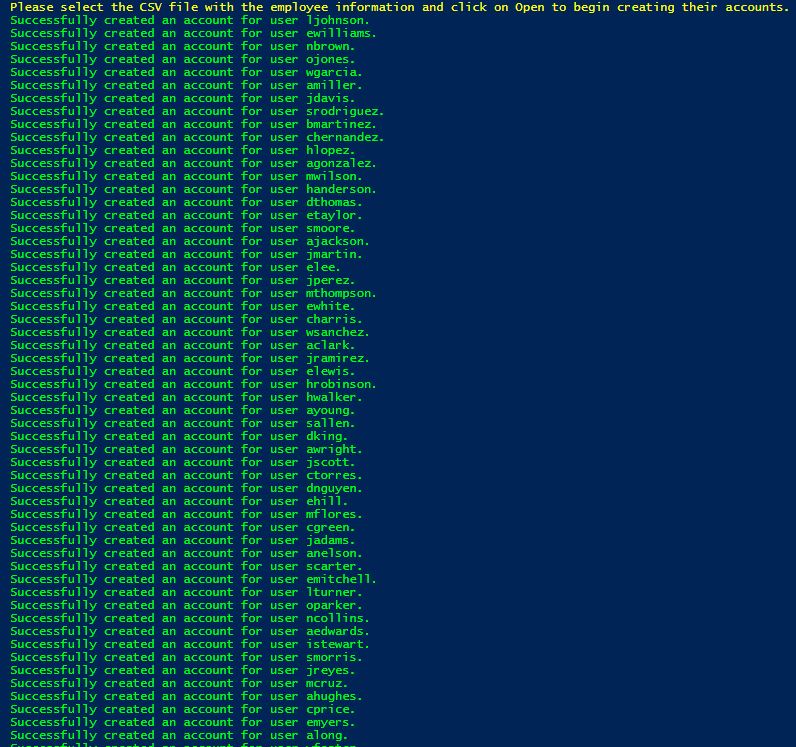 Please select the CSV file with the employee information and click on Open to begin creating their accounts.
Successfully created an account for user ljohnson.
Successfully created an account for user ewilliams.
Successfully created an account for user nbrown.
Successfully created an account for user ojones.
Successfully created an account for user wgarcia.
Successfully created an account for user amiller.
Successfully created an account for user jdavis.
Successfully created an account for user srodriguez.
Successfully created an account for user bmartinez.
Successfully created an account for user chernandez.
Successfully created an account for user hlopez.
Successfully created an account for user agonzalez.
Successfully created an account for user mwilson.
Successfully created an account for user handerson.
Successfully created an account for user dthomas.
Successfully created an account for user etaylor.
Successfully created an account for user smoore.
Successfully created an account for user ajackson.
Successfully created an account for user jmartin.
Successfully created an account for user elee.
Successfully created an account for user jperez.
Successfully created an account for user mthompson.
Successfully created an account for user ewhite.
Successfully created an account for user charris.
Successfully created an account for user wsanchez.
Successfully created an account for user aclark.
Successfully created an account for user jramirez.
Successfully created an account for user elewis.
Successfully created an account for user hrobinson.
Successfully created an account for user hwalker.
Successfully created an account for user ayoung.
Successfully created an account for user sallen.
Successfully created an account for user dking.
Successfully created an account for user awright.
Successfully created an account for user jscott.
Successfully created an account for user ctorres.
Successfully created an account for user dnguyen.
Successfully created an account for user ehill.
Successfully created an account for user mflores.
Successfully created an account for user cgreen.
Successfully created an account for user jadams.
Successfully created an account for user anelson.
Successfully created an account for user scarter.
Successfully created an account for user emitchell.
Successfully created an account for user lturner.
Successfully created an account for user oparker.
Successfully created an account for user ncollins.
Successfully created an account for user aedwards.
Successfully created an account for user istewart.
Successfully created an account for user smorris.
Successfully created an account for user jreyes.
Successfully created an account for user mcruz.
Successfully created an account for user ahughes.
Successfully created an account for user cprice.
Successfully created an account for user emyers.
Successfully created an account for user along.
Successfully created an account for user